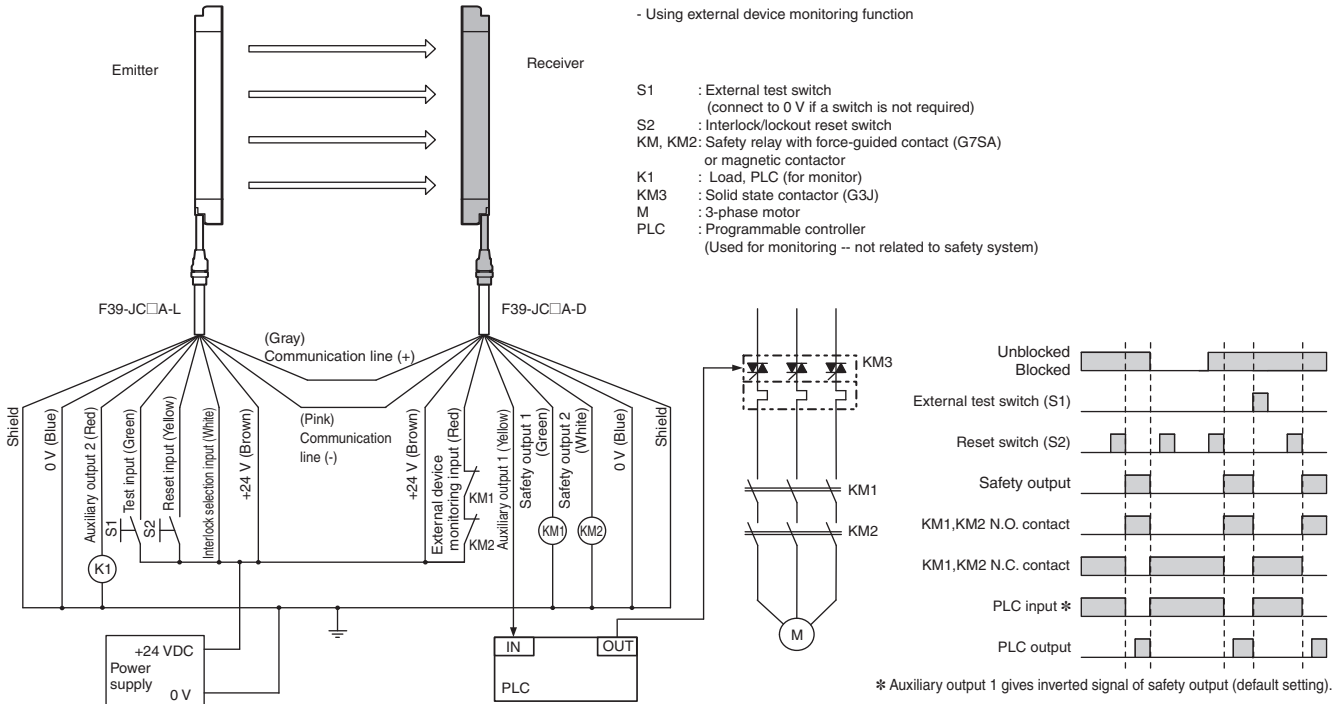 - Using external device monitoring function
Emitter
Receiver
S1 : External test switch
(connect to 0 V if a switch is not required)
S2 : Interlock/lockout reset switch
KM, KM2: Safety relay with force-guided contact (G7SA)
or magnetic contactor
K1 : Load, PLC (for monitor)
KM3 : Solid state contactor (G3J)
M : 3-phase motor
PLC : Programmable controller
(Used for monitoring -- not related to safety system)
F39-JC□A-L
F39-JC□A-D
(Gray)
Communication line (+)
(Pink)
Communication
line (-)
Shield
0 V (Blue)
Auxiliary output 2 (Red)
Test input (Green)
Reset input (Yellow)
Interlock selection input (White)
+24 V (Brown)
S1
S2
K1
+24 V (Brown)
External device
monitoring input (Red)
KM1
KM2
Auxiliary output 1 (Yellow)
Safety output 1
(Green)
Safety output 2
(White)
0 V (Blue)
Shield
KM1
KM2
+24 VDC
Power
supply
0 V
IN
OUT
PLC
KM3
KM1
KM2
M
Unblocked
Blocked
External test switch (S1)
Reset switch (S2)
Safety output
KM1,KM2 N.O. contact
KM1,KM2 N.C. contact
PLC input ✻
PLC output
✻ Auxiliary output 1 gives inverted signal of safety output (default setting).